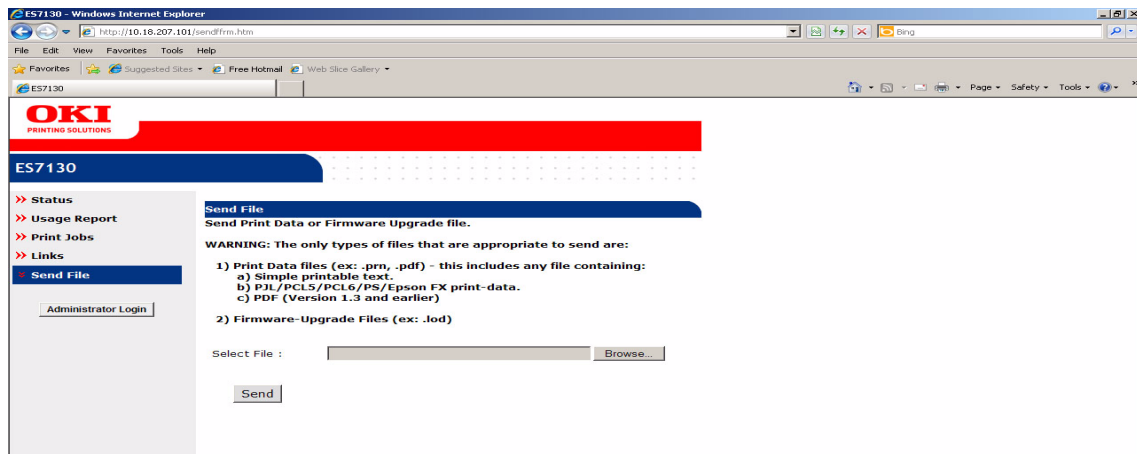 ES7130 - Windows Internet Explorer
http://10.18.207.101/sendffrm.htm
Bing
File Edit View Favorites Tools Help
Favorites Suggested Sites Free Hotmail Web Slice Gallery
ES7130
Page Safety Tools
OKI
PRINTING SOLUTIONS
ES7130
Status
Usage Report
Print Jobs
Links
Send File
Administrator Login
Send File
Send Print Data or Firmware Upgrade file.
WARNING: The only types of files that are appropriate to send are:
1) Print Data files (ex: .prn, .pdf) - this includes any file containing:
a) Simple printable text.
b) PJL/PCL5/PCL6/PS/Epson FX print-data.
c) PDF (Version 1.3 and earlier)
2) Firmware-Upgrade Files (ex: .lod)
Select File :
Browse...
Send